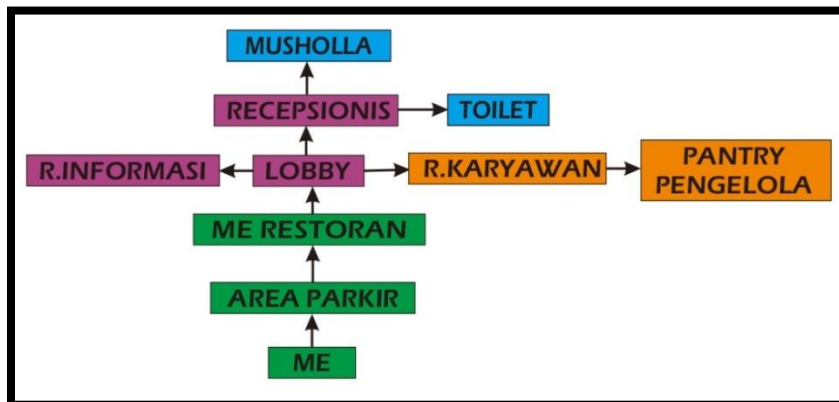 MUSHOLLA
RECEPSIONIS
TOILET
R.INFORMASI
LOBBY
R.KARYAWAN
PANTRY
PENGELOLA
ME RESTORAN
AREA PARKIR
ME